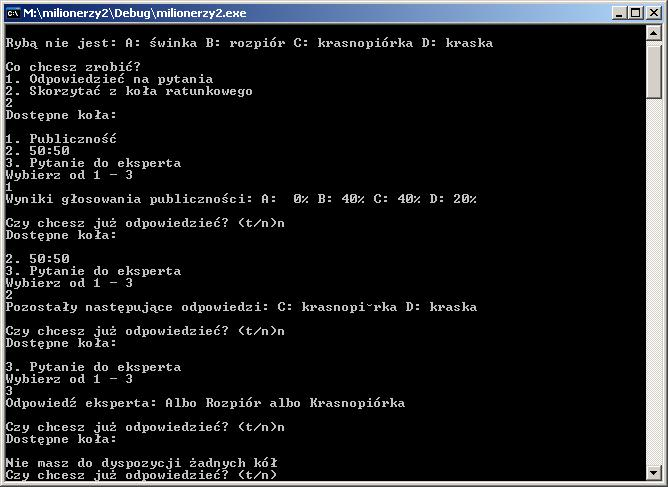 M:\milionerzy2\Debug\milionerzy2.exe
Rybą nie jest: A: świnka B: rozpiór C: krasnopiórka D: kraska
Co chcesz zrobić?
1. Odpowiedzieć na pytania
2. Skorzytać z koła ratunkowego
2
Dostępne koła:
1. Publiczność
2. 50:50
3. Pytanie do eksperta
Wybierz od 1 - 3
1
Wyniki głosowania publiczności: A:  0% B: 40% C: 40% D: 20%
Czy chcesz już odpowiedzieć? (t/n)n
Dostępne koła:
2. 50:50
3. Pytanie do eksperta
Wybierz od 1 - 3
2
Pozostały następujące odpowiedzi: C: krasnopi˘rka D: kraska
Czy chcesz już odpowiedzieć? (t/n)n
Dostępne koła:
3. Pytanie do eksperta
Wybierz od 1 - 3
3
Odpowiedź eksperta: Albo Rozpiór albo Krasnopiórka
Czy chcesz już odpowiedzieć? (t/n)n
Dostępne koła:
Nie masz do dyspozycji żadnych kół
Czy chcesz już odpowiedzieć? (t/n)